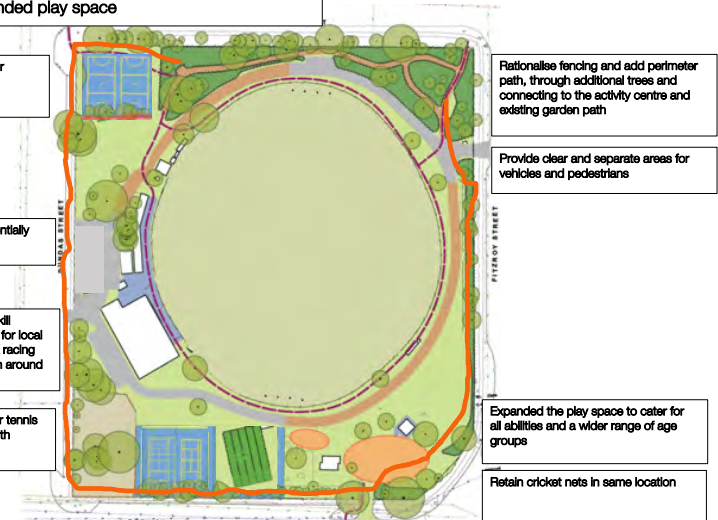 nded play space
r
ntially
kill
for local
racing
n around
r tennis
th
DUNDAS STREET
FITZROY STREET
Rationalise fencing and add perimeter
path, through additional trees and
connecting to the activity centre and
existing garden path
Provide clear and separate areas for
vehicles and pedestrians
Expanded the play space to cater for
all abilities and a wider range of age
groups
Retain cricket nets in same location